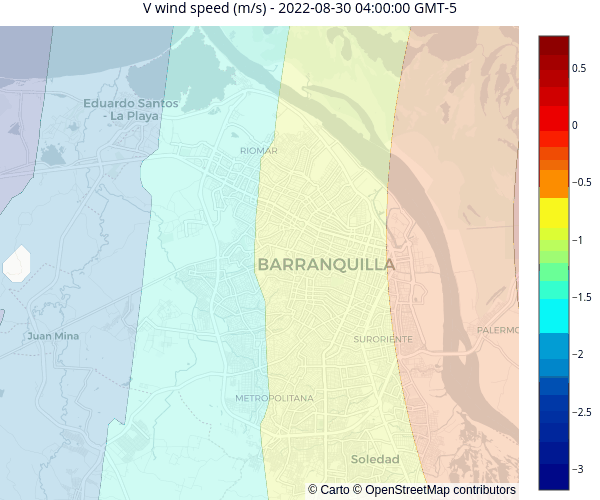 V wind speed (m/s) - 2022-08-30 04:00:00 GMT-5
Eduardo Santos
- La Playa
RIOMAR
BARRANQUILLA
Juan Mina
SURORIENTE
PALERMO
METROPOLITANA
Soledad
© Carto © OpenStreetMap contributors
0.5
0
−0.5
−1
−1.5
−2
−2.5
−3